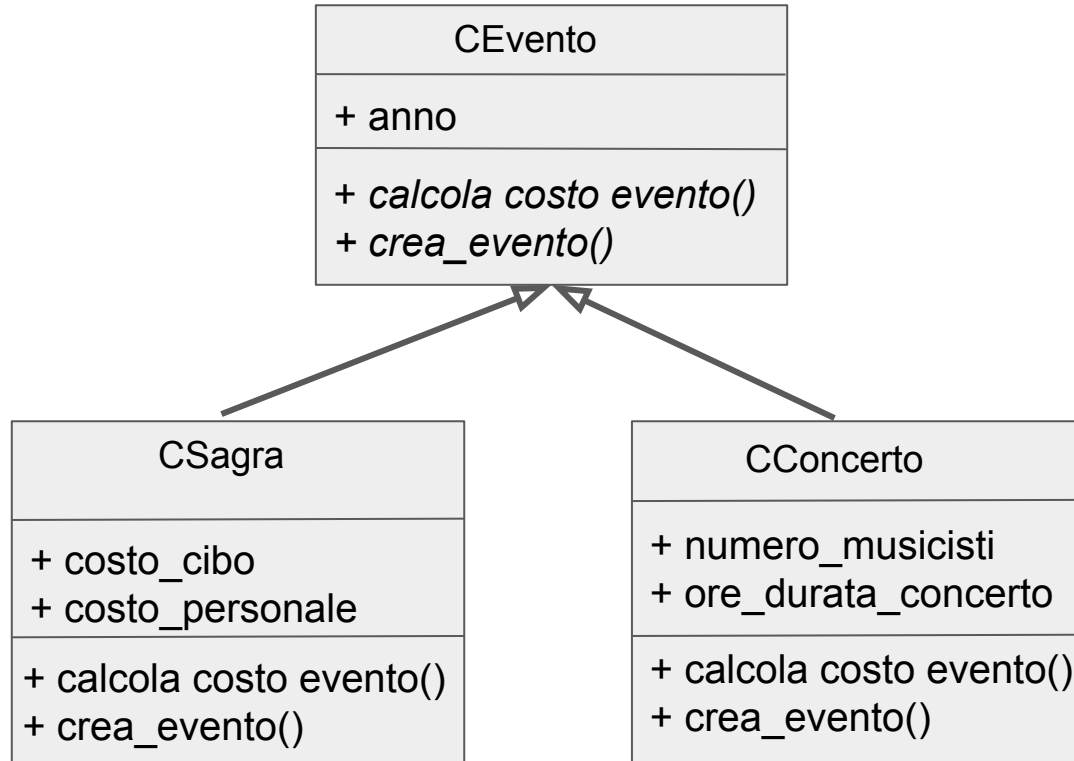 CEvento
+ anno
+ calcola costo evento()
+ crea_evento()
CSagra
+ costo_cibo
+ costo_personale
+ calcola costo evento()
+ crea_evento()
CConcerto
+ numero_musicisti
+ ore_durata_concerto
+ calcola costo evento()
+ crea_evento()